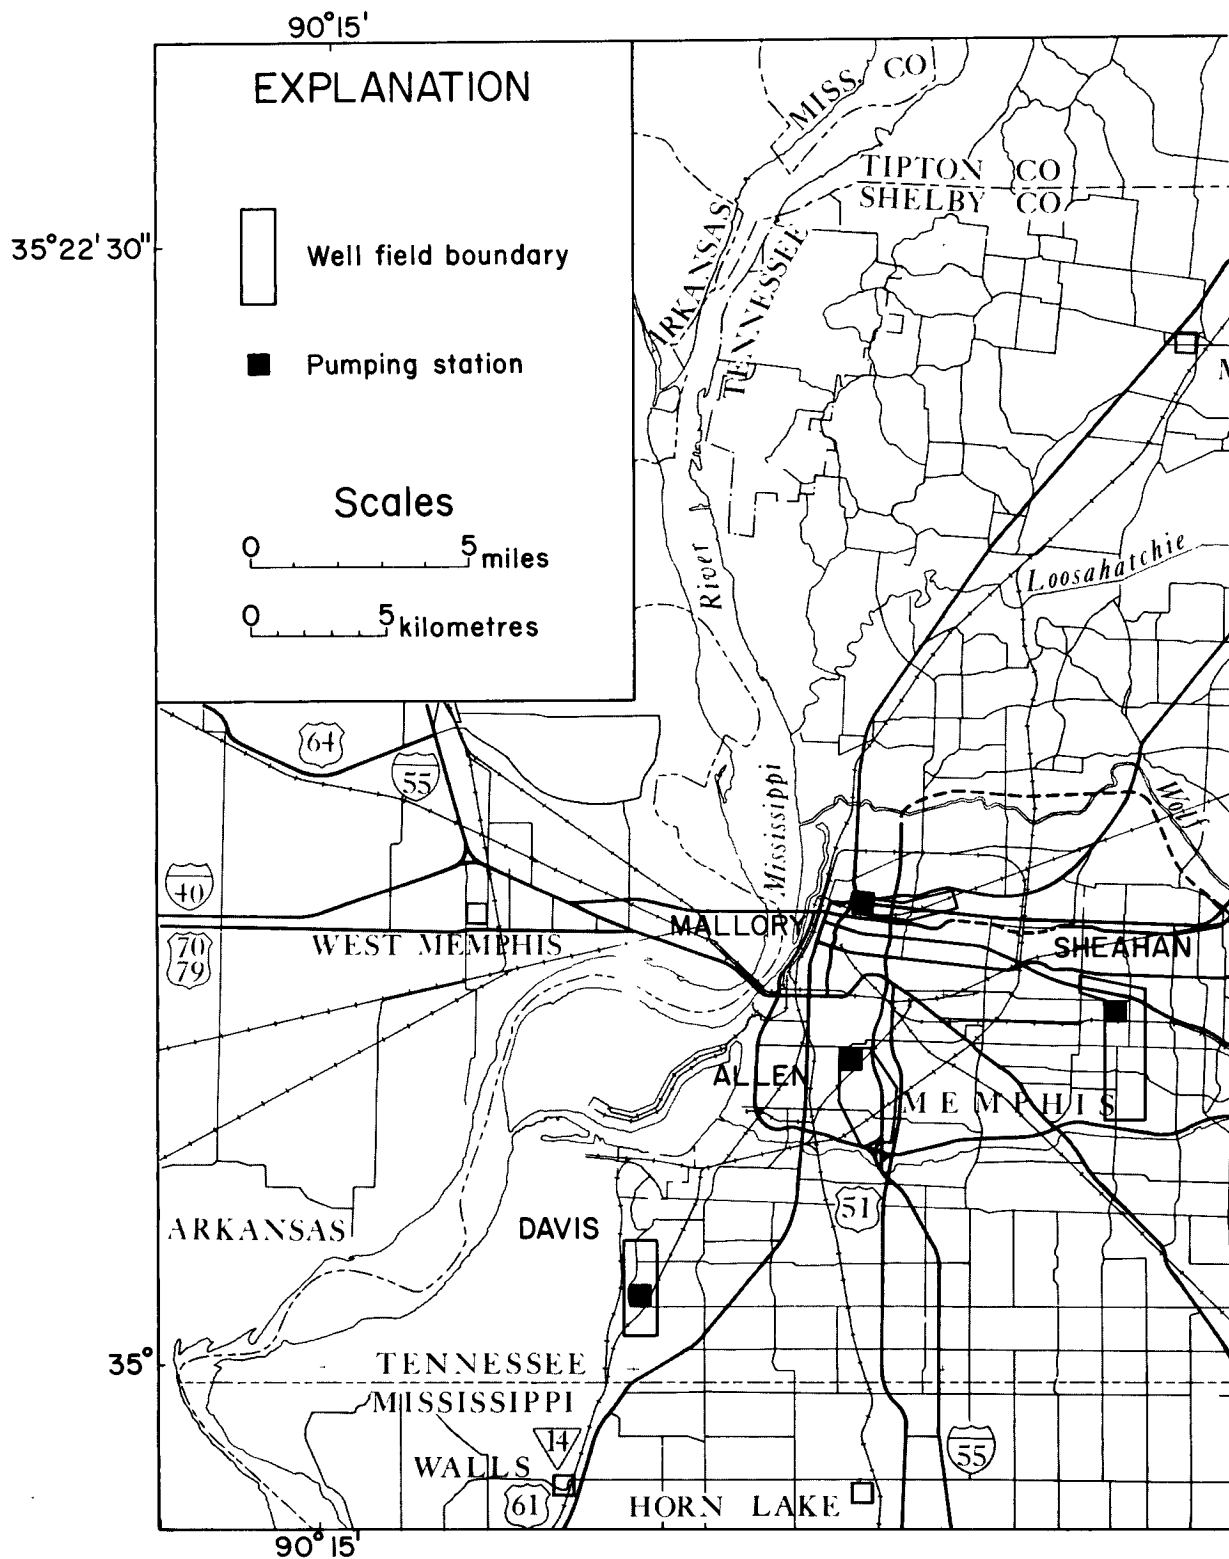 90°15'
EXPLANATION
35°22'30"
Well field boundary
Pumping station
Scales
0 5 miles
0 5 kilometres
MISS. CO
TIPTON CO
SHELBY CO
ARKANSAS
TENNESSEE
M
Loosahatchie
River
Mississippi
Wolf
64
55
40
70
79
WEST MEMPHIS
MALLORY
SHEAHAN
ALLEN
MEMPHIS
51
ARKANSAS
DAVIS
35°
TENNESSEE
MISSISSIPPI
14
WALLS
61
HORN LAKE
55
90°15'